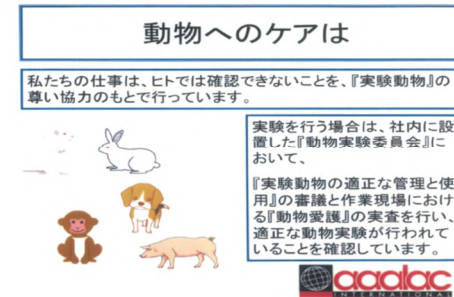 動物へのケアは
私たちの仕事は、ヒトでは確認できないことを、『実験動物』の
尊い協力のもとで行っています。
実験を行う場合は、社内に設
置した『動物実験委員会』に
おいて、
『実験動物の適正な管理と使
用』の審議と作業現場におけ
る『動物愛護』の実査を行い、
適正な動物実験が行われて
いることを確認しています。
aaalac
INTERNATIONAL